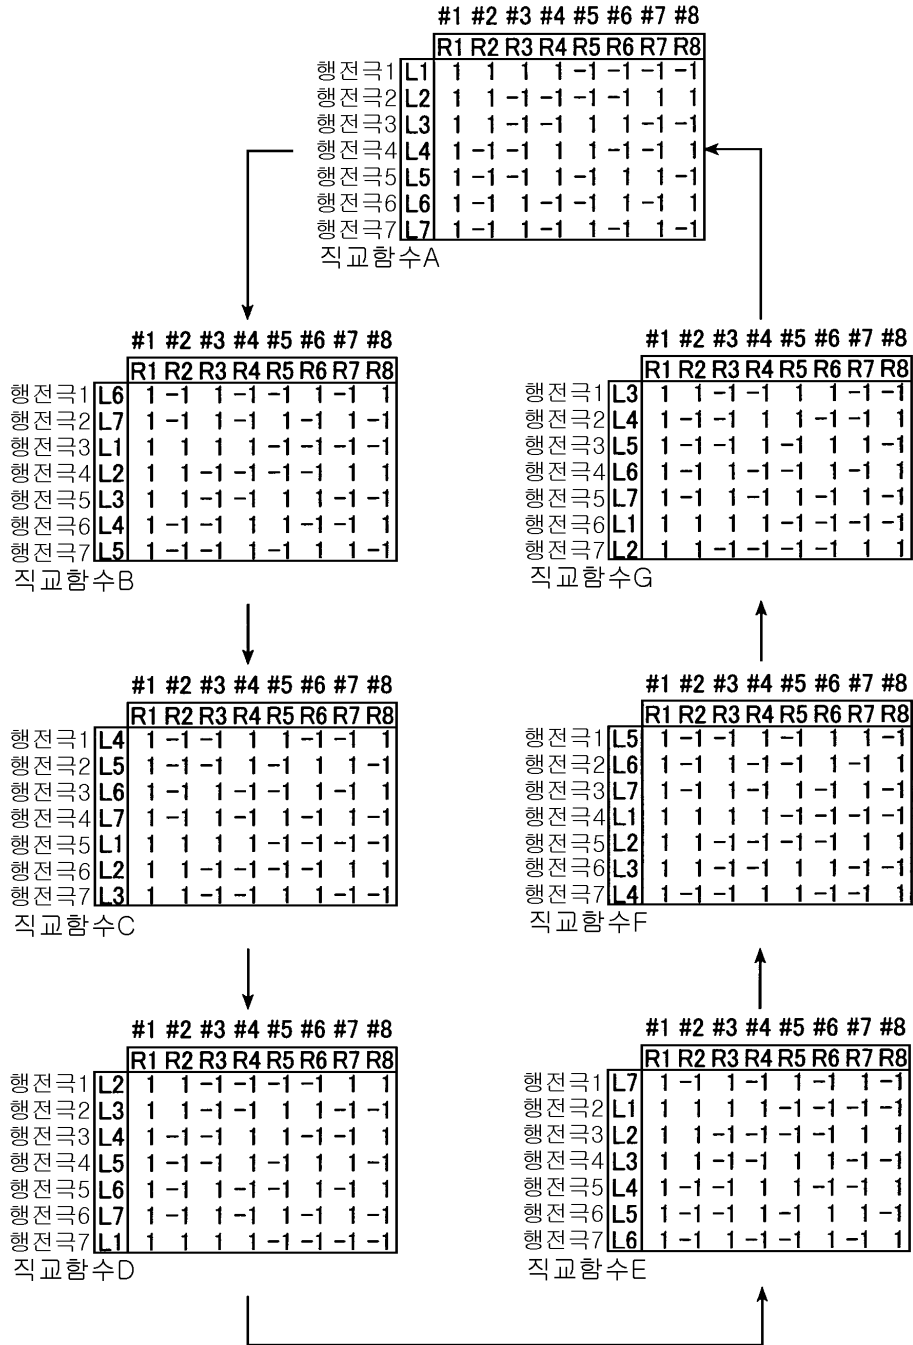 #1 #2 #3 #4 #5 #6 #7 #8
R1 R2 R3 R4 R5 R6 R7 R8
행전극1 L1 1 1 1 1 -1 -1 -1 -1
행전극2 L2 1 1 -1 -1 -1 -1 1 1
행전극3 L3 1 1 -1 -1 1 1 -1 -1
행전극4 L4 1 -1 -1 1 1 -1 -1 1
행전극5 L5 1 -1 -1 1 -1 1 1 -1
행전극6 L6 1 -1 1 -1 -1 1 -1 1
행전극7 L7 1 -1 1 -1 1 -1 1 -1
직교함수A
#1 #2 #3 #4 #5 #6 #7 #8
R1 R2 R3 R4 R5 R6 R7 R8
행전극1 L6 1 -1 1 -1 -1 1 -1 1
행전극2 L7 1 -1 1 -1 1 -1 1 -1
행전극3 L1 1 1 1 1 -1 -1 -1 -1
행전극4 L2 1 1 -1 -1 -1 -1 1 1
행전극5 L3 1 1 -1 -1 1 1 -1 -1
행전극6 L4 1 -1 -1 1 1 -1 -1 1
행전극7 L5 1 -1 -1 1 -1 1 1 -1
직교함수B
#1 #2 #3 #4 #5 #6 #7 #8
R1 R2 R3 R4 R5 R6 R7 R8
행전극1 L4 1 -1 -1 1 1 -1 -1 1
행전극2 L5 1 -1 -1 1 -1 1 1 -1
행전극3 L6 1 -1 1 -1 -1 1 -1 1
행전극4 L7 1 -1 1 -1 1 -1 1 -1
행전극5 L1 1 1 1 1 -1 -1 -1 -1
행전극6 L2 1 1 -1 -1 -1 -1 1 1
행전극7 L3 1 1 -1 -1 1 1 -1 -1
직교함수C
#1 #2 #3 #4 #5 #6 #7 #8
R1 R2 R3 R4 R5 R6 R7 R8
행전극1 L2 1 1 -1 -1 -1 -1 1 1
행전극2 L3 1 1 -1 -1 1 1 -1 -1
행전극3 L4 1 -1 -1 1 1 -1 -1 1
행전극4 L5 1 -1 -1 1 -1 1 1 -1
행전극5 L6 1 -1 1 -1 -1 1 -1 1
행전극6 L7 1 -1 1 -1 1 -1 1 -1
행전극7 L1 1 1 1 1 -1 -1 -1 -1
직교함수D
#1 #2 #3 #4 #5 #6 #7 #8
R1 R2 R3 R4 R5 R6 R7 R8
행전극1 L7 1 -1 1 -1 1 -1 1 -1
행전극2 L1 1 1 1 1 -1 -1 -1 -1
행전극3 L2 1 1 -1 -1 -1 -1 1 1
행전극4 L3 1 1 -1 -1 1 1 -1 -1
행전극5 L4 1 -1 -1 1 1 -1 -1 1
행전극6 L5 1 -1 -1 1 -1 1 1 -1
행전극7 L6 1 -1 1 -1 -1 1 -1 1
직교함수E
#1 #2 #3 #4 #5 #6 #7 #8
R1 R2 R3 R4 R5 R6 R7 R8
행전극1 L5 1 -1 -1 1 -1 1 1 -1
행전극2 L6 1 -1 1 -1 -1 1 -1 1
행전극3 L7 1 -1 1 -1 1 -1 1 -1
행전극4 L1 1 1 1 1 -1 -1 -1 -1
행전극5 L2 1 1 -1 -1 -1 -1 1 1
행전극6 L3 1 1 -1 -1 1 1 -1 -1
행전극7 L4 1 -1 -1 1 1 -1 -1 1
직교함수F
#1 #2 #3 #4 #5 #6 #7 #8
R1 R2 R3 R4 R5 R6 R7 R8
행전극1 L3 1 1 -1 -1 1 1 -1 -1
행전극2 L4 1 -1 -1 1 1 -1 -1 1
행전극3 L5 1 -1 -1 1 -1 1 1 -1
행전극4 L6 1 -1 1 -1 -1 1 -1 1
행전극5 L7 1 -1 1 -1 1 -1 1 -1
행전극6 L1 1 1 1 1 -1 -1 -1 -1
행전극7 L2 1 1 -1 -1 -1 -1 1 1
직교함수G